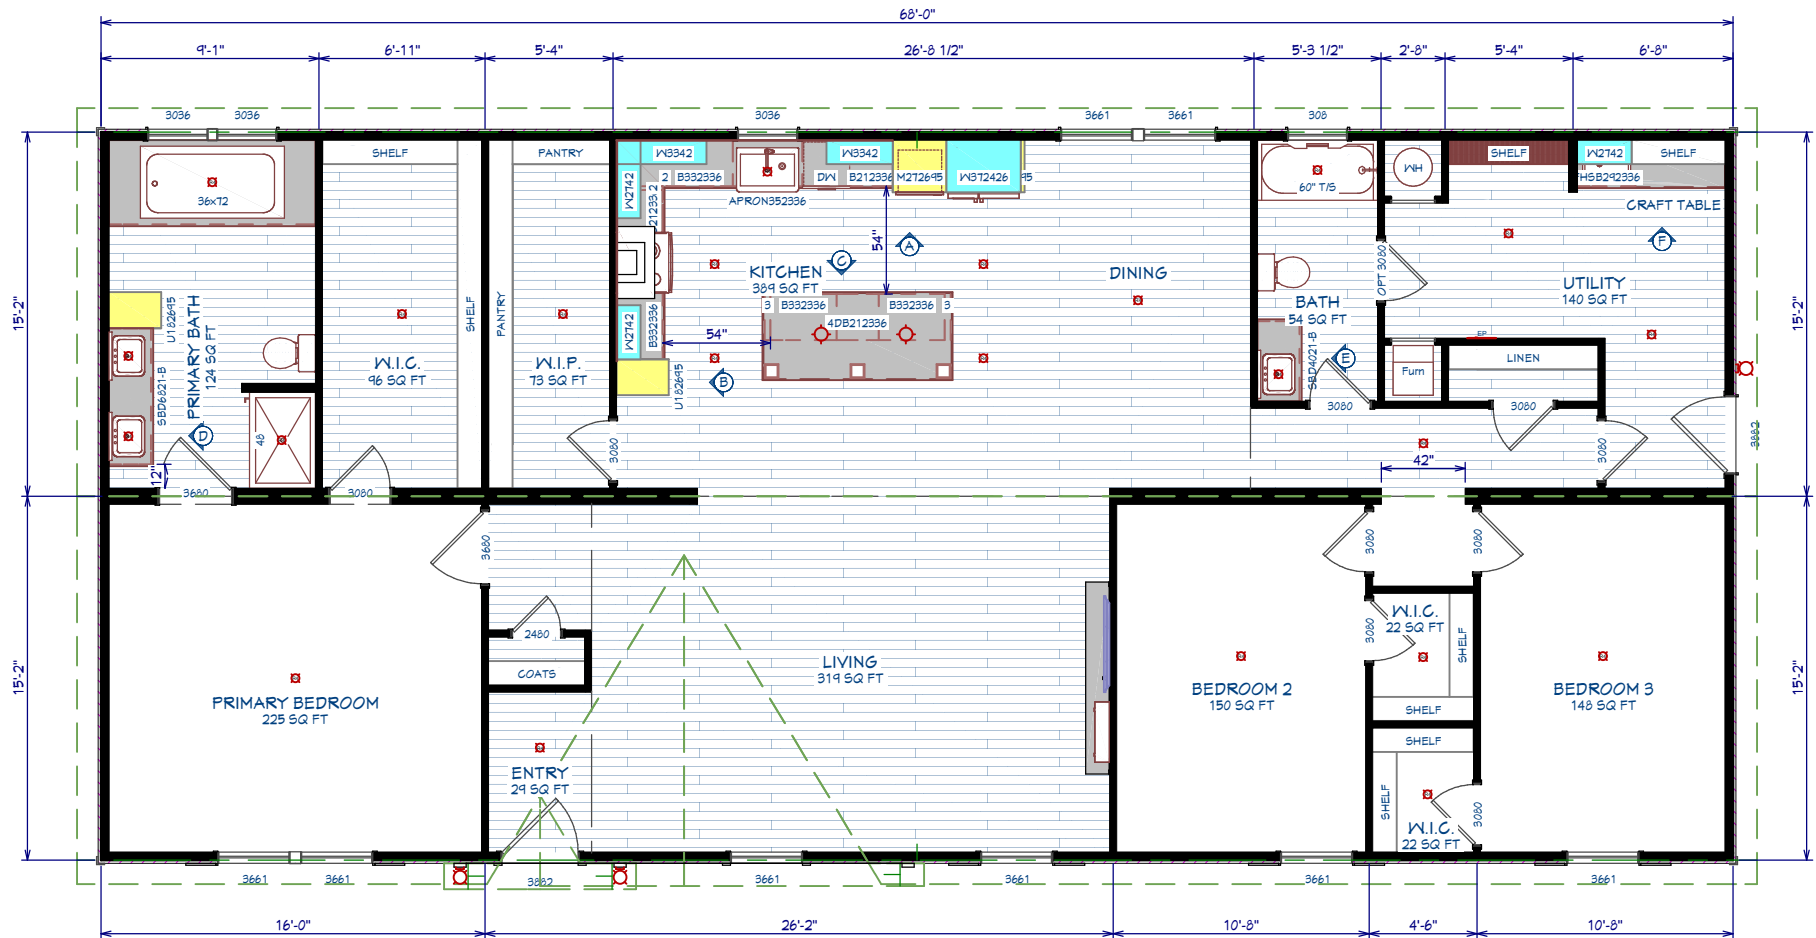 68'-0"
9'-1"
6'-11"
5'-4"
26'-8 1/2"
5'-3 1/2"
2'-8"
5'-4"
6'-8"
3036
3036
3036
3661
3661
308
SHELF
PANTRY
W3342
W3342
WH
SHELF
W2742
SHELF
2
B332336
DW
B212336
M272695
W372426
36x72
W2742
APRON352336
60" T/S
CRAFT TABLE
54"
A
C
F
OPT 3080
KITCHEN
389 SQ FT
DINING
UTILITY
140 SQ FT
15'-2"
15'-2"
U182695
PRIMARY BATH
124 SQ FT
SHELF
PANTRY
BATH
54 SQ FT
3
B332336
B332336
3
4DB212336
W2742
B332336
54"
EP
W.I.C.
96 SQ FT
W.I.P.
73 SQ FT
E
LINEN
Furn
B
U182695
SBD6821-B
SBD4021-B
3080
3080
D
48
3080
3080
3882
42"
12"
3680
3080
3680
3080
3080
2480
COATS
W.I.C.
22 SQ FT
3080
SHELF
LIVING
319 SQ FT
PRIMARY BEDROOM
225 SQ FT
BEDROOM 2
150 SQ FT
BEDROOM 3
148 SQ FT
15'-2"
15'-2"
SHELF
SHELF
ENTRY
29 SQ FT
SHELF
3080
W.I.C.
22 SQ FT
3661
3661
3882
3661
3661
3661
3661
16'-0"
26'-2"
10'-8"
4'-6"
10'-8"